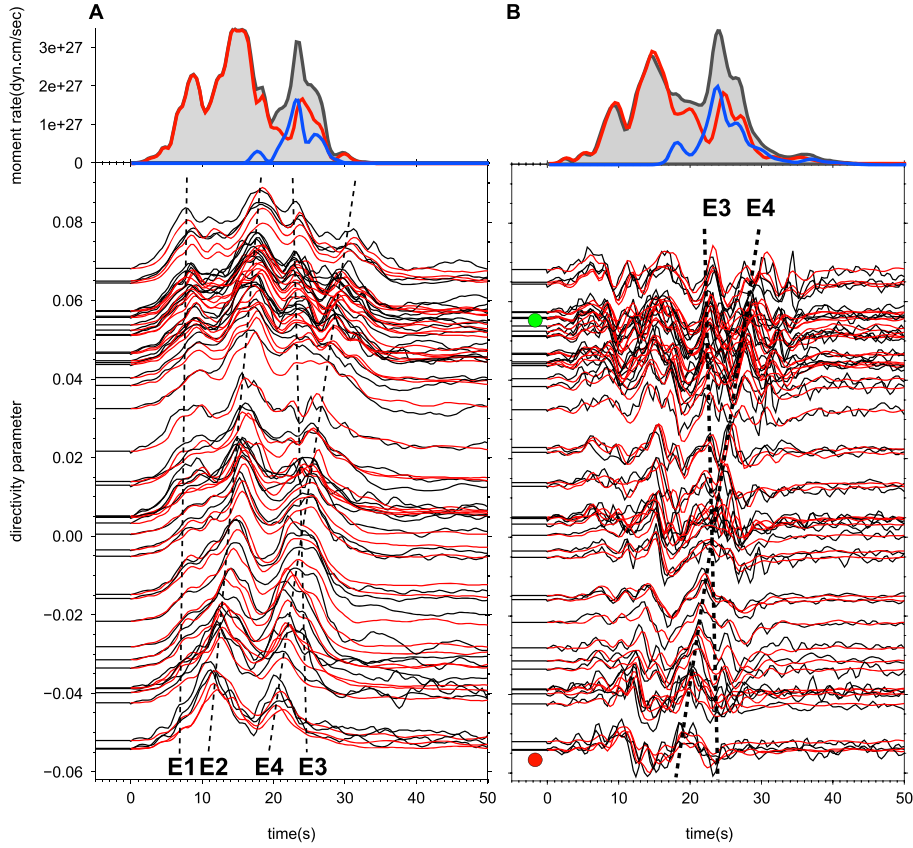 A
B
moment rate(dyn.cm/sec)
3e+27
2e+27
1e+27
0
directivity parameter
0.08
0.06
0.04
0.02
0.00
−0.02
−0.04
−0.06
E3 E4
E1 E2 E4 E3
0 10 20 30 40 50
0 10 20 30 40 50
time(s)
time(s)